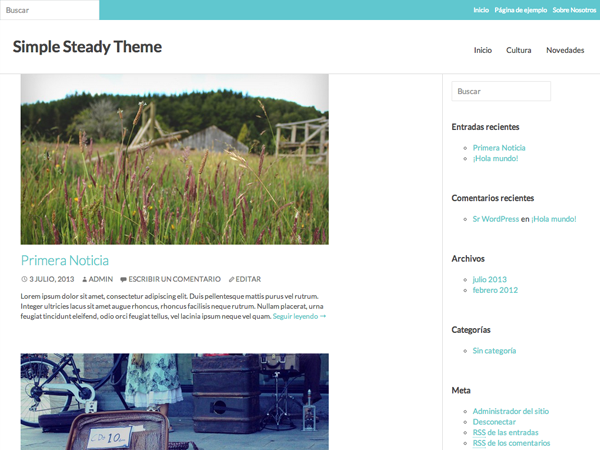 Buscar
Inicio Página de ejemplo Sobre Nosotros
Simple Steady Theme
Inicio Cultura Novedades
Buscar
Entradas recientes
Primera Noticia
¡Hola mundo!
Comentarios recientes
Sr WordPress en ¡Hola mundo!
Archivos
julio 2013
febrero 2012
Categorías
Sin categoría
Meta
Administrador del sitio
Desconectar
RSS de las entradas
RSS de los comentarios
Primera Noticia
3 JULIO, 2013 ADMIN ESCRIBIR UN COMENTARIO EDITAR
Lorem ipsum dolor sit amet, consectetur adipiscing elit. Duis pellentesque mattis purus vel rutrum.
Integer ultricies lacus sit amet augue rhoncus, rhoncus facilisis neque rutrum. Nullam placerat, urna
feugiat tincidunt eleifend, odio orci feugiat tellus, vel lacinia ipsum neque vel quam. Seguir leyendo →
10